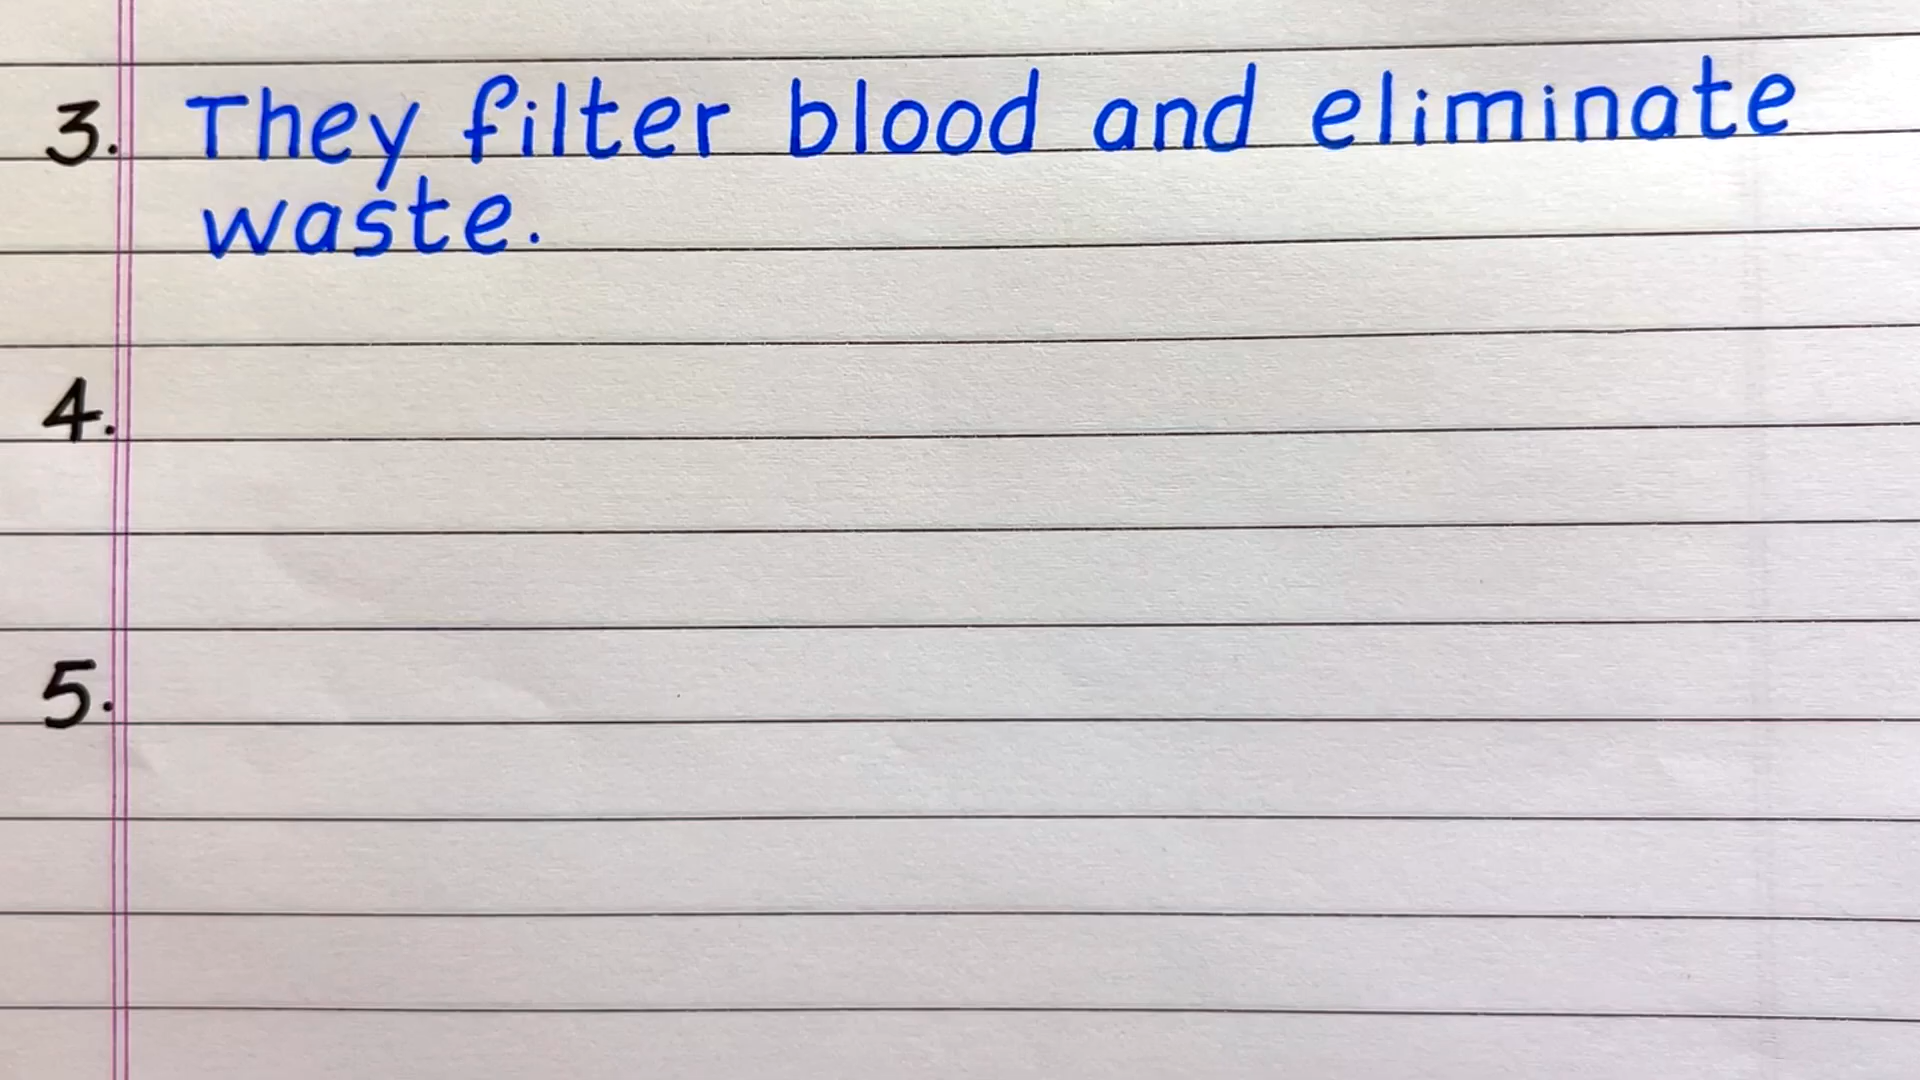 3. They filter blood and eliminate
waste.
4.
5.